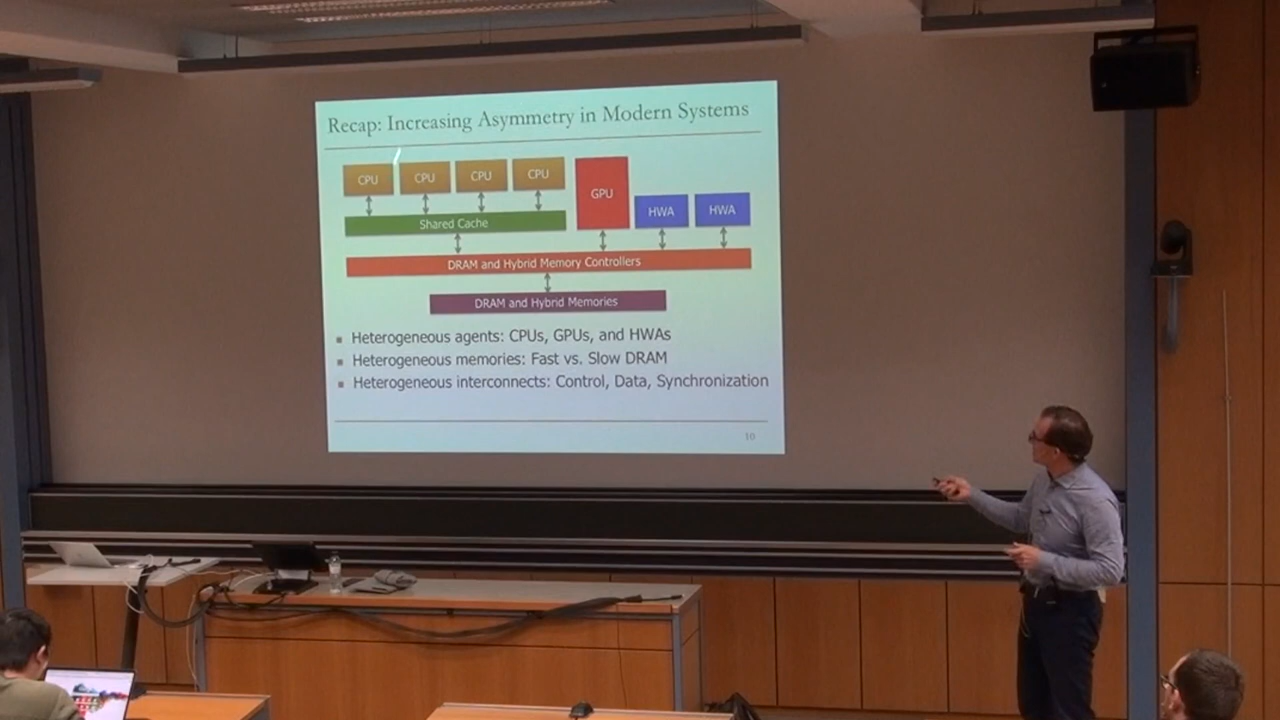 Recap: Increasing Asymmetry in Modern Systems
CPU
CPU
CPU
CPU
GPU
HWA
HWA
Shared Cache
DRAM and Hybrid Memory Controllers
DRAM and Hybrid Memories
Heterogeneous agents: CPUs, GPUs, and HWAs
Heterogeneous memories: Fast vs. Slow DRAM
Heterogeneous interconnects: Control, Data, Synchronization
10